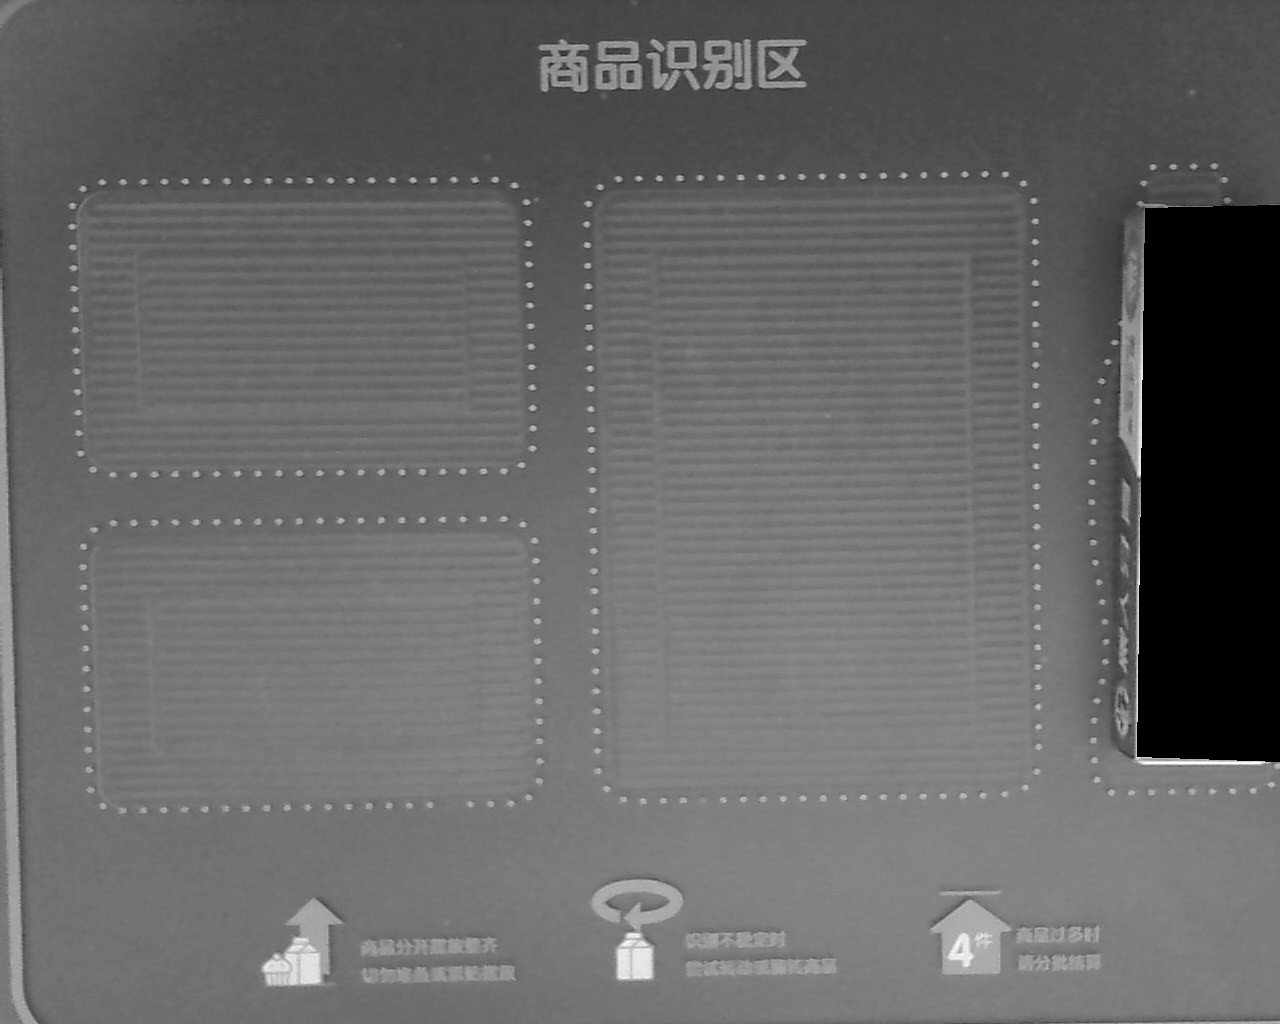 商品识别区
商品分开摆放整齐
切勿堆叠或紧贴摆放
识别不稳定时
尝试转动或翻转商品
4件
商品过多时
请分批结算